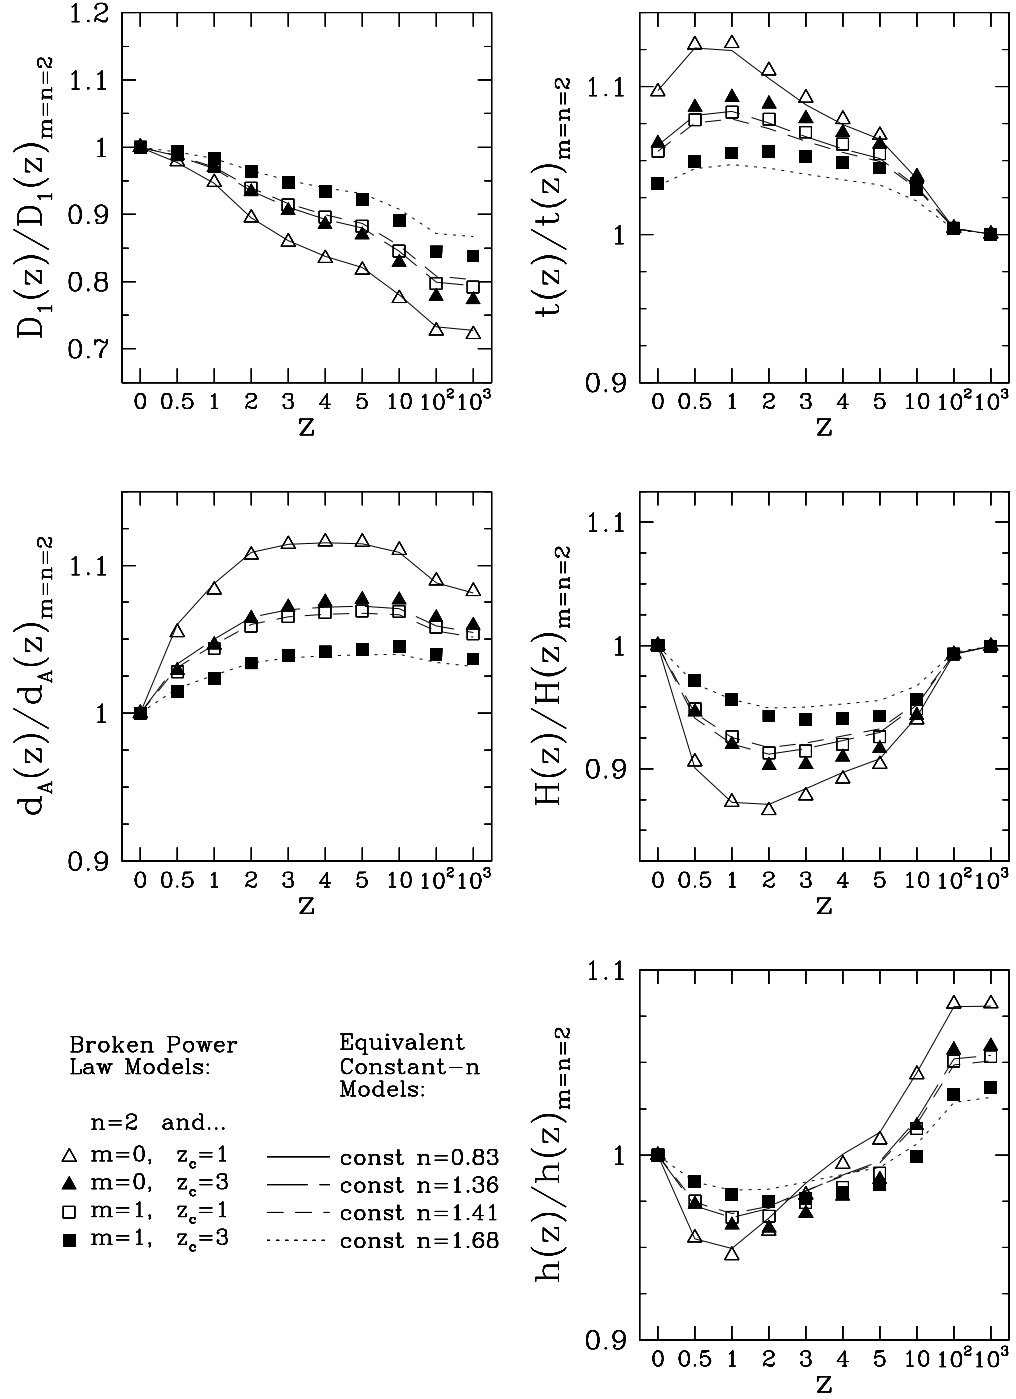 1.2
1.1
1
0.9
0.8
0.7
D₁(z)/D₁(z)ₘ₌ₙ₌₂
0 0.5 1 2 3 4 5 10 10² 10³
z
1.1
1
0.9
t(z)/t(z)ₘ₌ₙ₌₂
0 0.5 1 2 3 4 5 10 10² 10³
z
1.1
1
0.9
d_A(z)/d_A(z)ₘ₌ₙ₌₂
0 0.5 1 2 3 4 5 10 10² 10³
z
1.1
1
0.9
H(z)/H(z)ₘ₌ₙ₌₂
0 0.5 1 2 3 4 5 10 10² 10³
z
Broken Power
Law Models:
n=2 and...
m=0, z_c=1
m=0, z_c=3
m=1, z_c=1
m=1, z_c=3
Equivalent
Constant-n
Models:
const n=0.83
const n=1.36
const n=1.41
const n=1.68
1.1
1
0.9
h(z)/h(z)ₘ₌ₙ₌₂
0 0.5 1 2 3 4 5 10 10² 10³
z